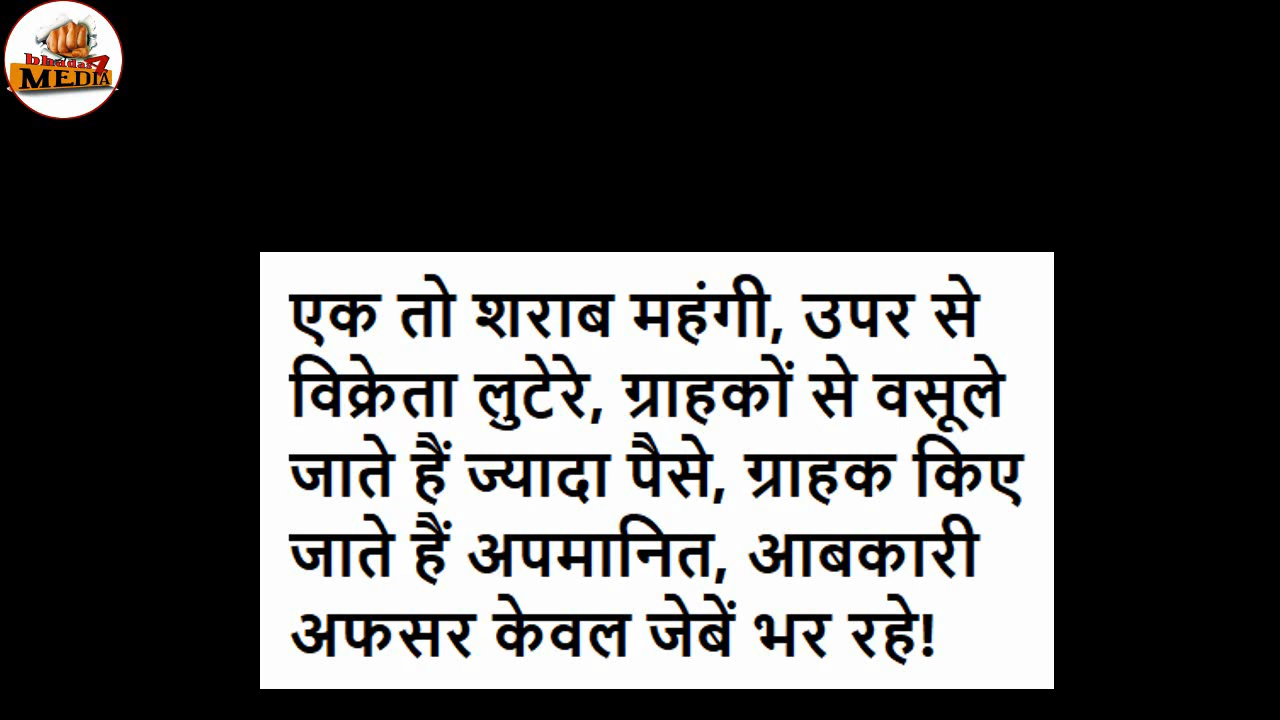 bhadas4
MEDIA
एक तो शराब महंगी, उपर से
विक्रेता लुटेरे, ग्राहकों से वसूले
जाते हैं ज्यादा पैसे, ग्राहक किए
जाते हैं अपमानित, आबकारी
अफसर केवल जेबें भर रहे!